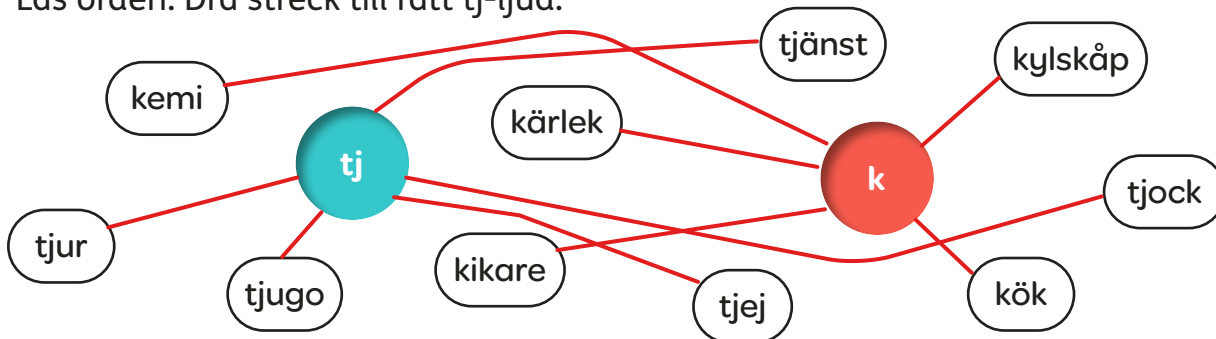 Läs orden. Dra streck till rätt tj-ljud.
tjänst
kylskåp
kemi
kärlek
tj
k
tjock
tjur
kikare
tjugo
tjej
kök